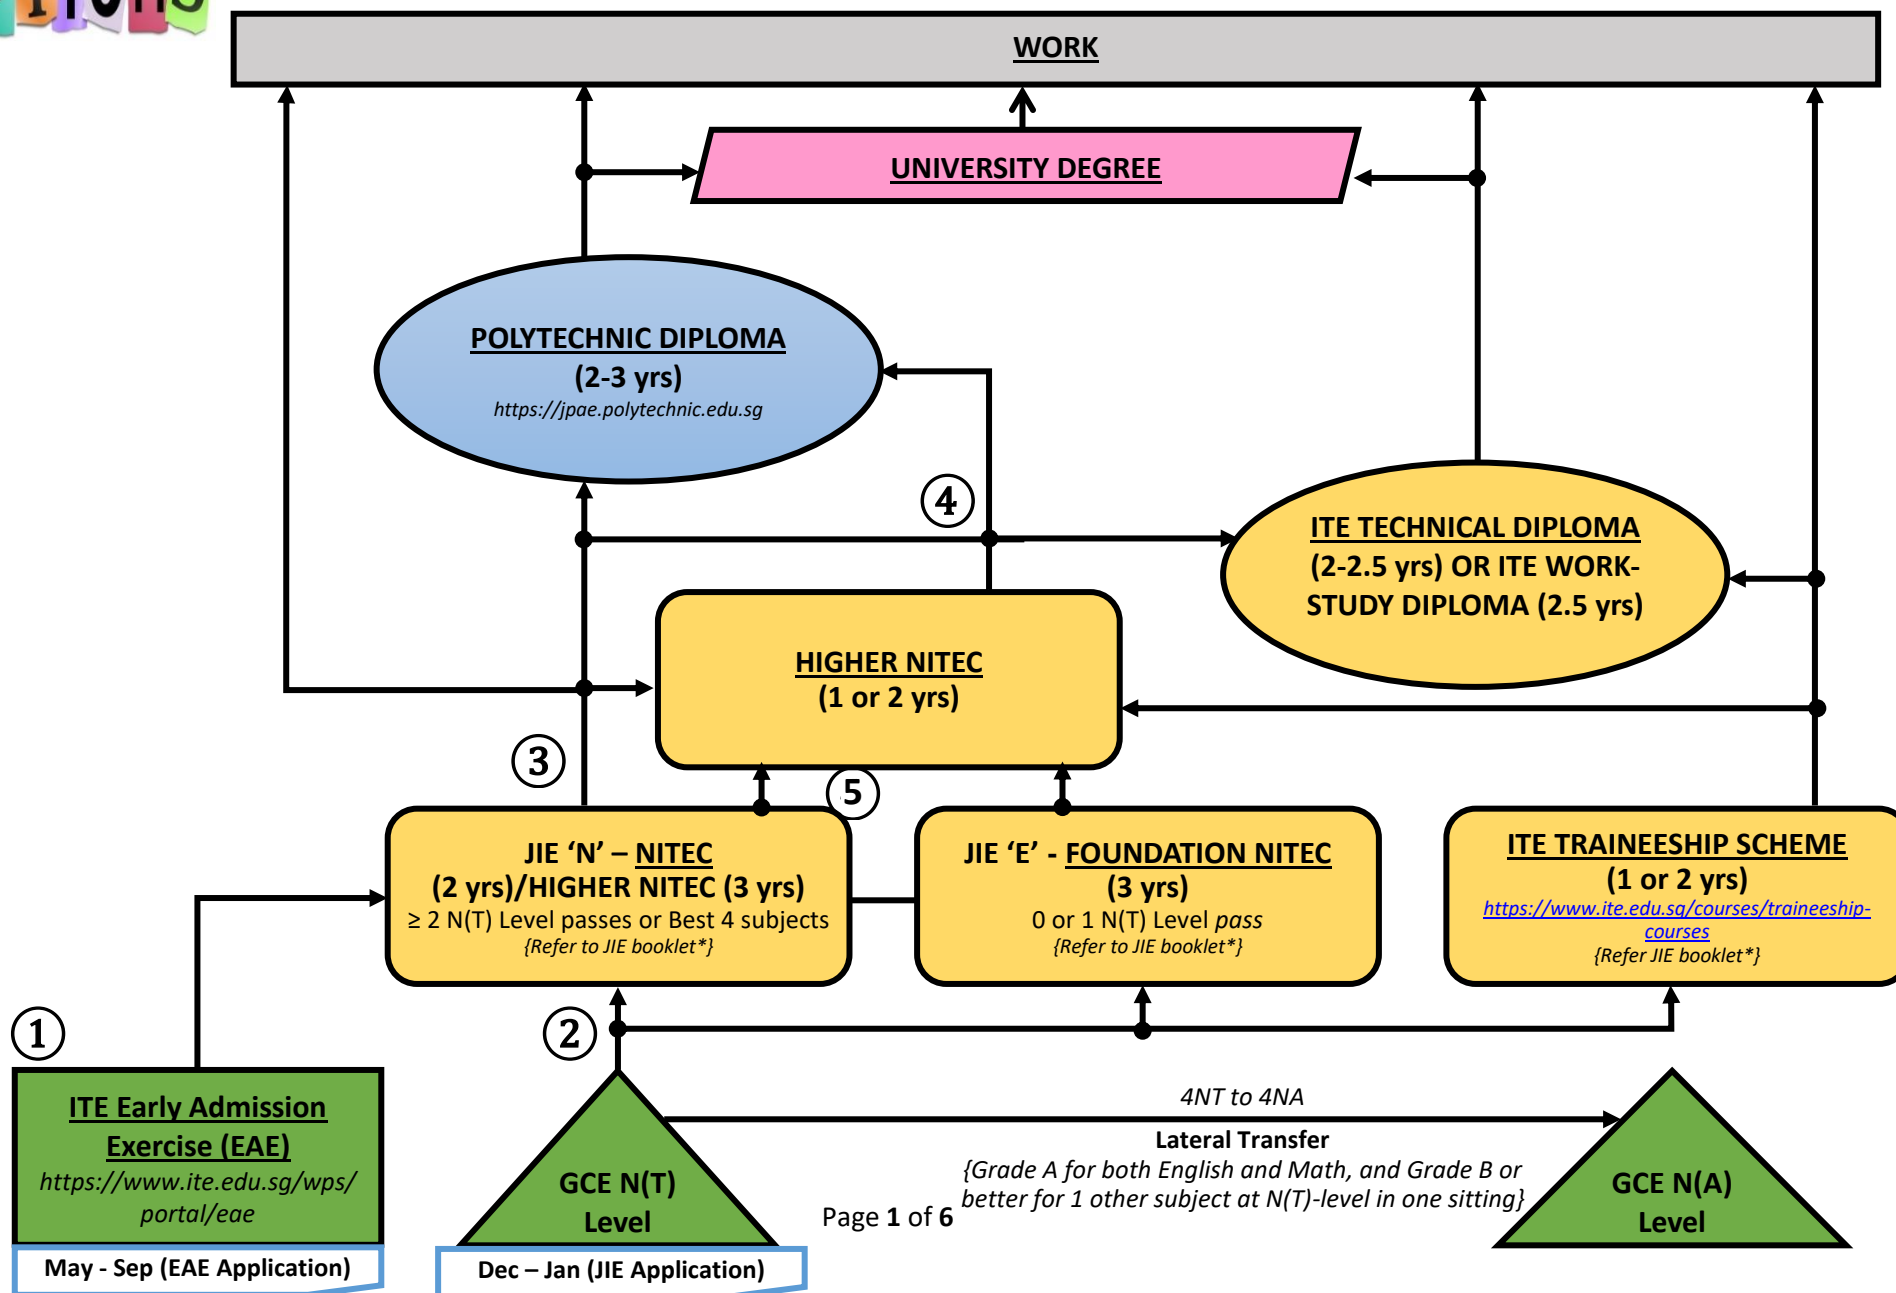 WORK
UNIVERSITY DEGREE
POLYTECHNIC DIPLOMA
(2-3 yrs)
https://jpae.polytechnic.edu.sg
④
ITE TECHNICAL DIPLOMA
(2-2.5 yrs) OR ITE WORK-
STUDY DIPLOMA (2.5 yrs)
HIGHER NITEC
(1 or 2 yrs)
③
⑤
JIE ‘N’ – NITEC
(2 yrs)/HIGHER NITEC (3 yrs)
≥ 2 N(T) Level passes or Best 4 subjects
{Refer to JIE booklet*}
JIE ‘E’ - FOUNDATION NITEC
(3 yrs)
0 or 1 N(T) Level pass
{Refer to JIE booklet*}
ITE TRAINEESHIP SCHEME
(1 or 2 yrs)
https://www.ite.edu.sg/courses/traineeship-
courses
{Refer JIE booklet*}
①
②
ITE Early Admission
Exercise (EAE)
https://www.ite.edu.sg/wps/
portal/eae
May - Sep (EAE Application)
GCE N(T)
Level
Dec – Jan (JIE Application)
4NT to 4NA
Lateral Transfer
{Grade A for both English and Math, and Grade B or
better for 1 other subject at N(T)-level in one sitting}
GCE N(A)
Level
Page 1 of 6